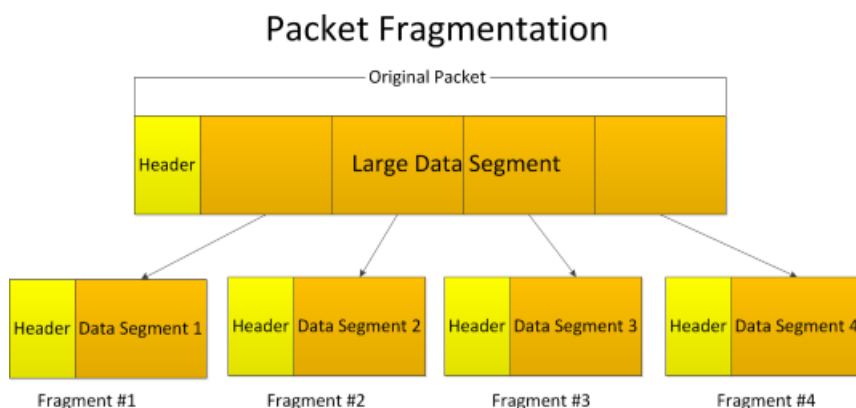 Packet Fragmentation
Original Packet
Header
Large Data Segment
Header
Data Segment 1
Header
Data Segment 2
Header
Data Segment 3
Header
Data Segment 4
Fragment #1
Fragment #2
Fragment #3
Fragment #4